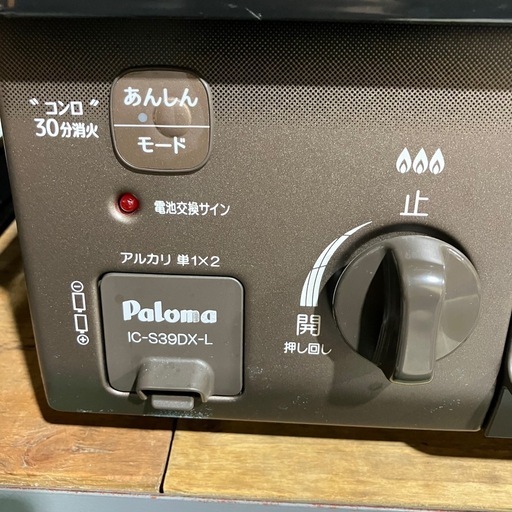 あんしん
モード
"コンロ"
30分消火
電池交換サイン
アルカリ 単1×2
Paloma
IC-S39DX-L
止
開
押し回し